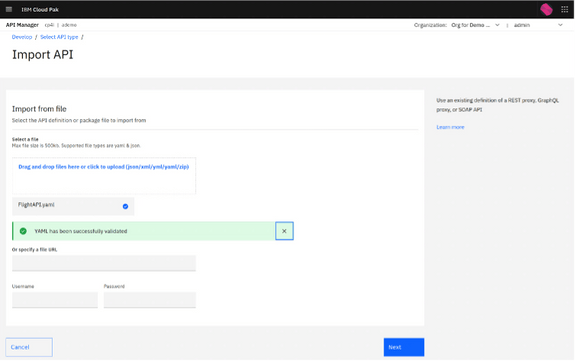 IBM Cloud Pak
API Manager cp4i | ademo Organization: Org for Demo ... | admin
Develop / Select API type /
Import API
Import from file
Select the API definition or package file to import from
Use an existing definition of a REST proxy, GraphQL
proxy, or SOAP API
Learn more
Select a file
Max file size is 500kb. Supported file types are yaml & json.
Drag and drop files here or click to upload (json/xml/yml/yaml/zip)
FlightAPI.yaml
YAML has been successfully validated
Or specify a file URL
Username Password
Cancel Next